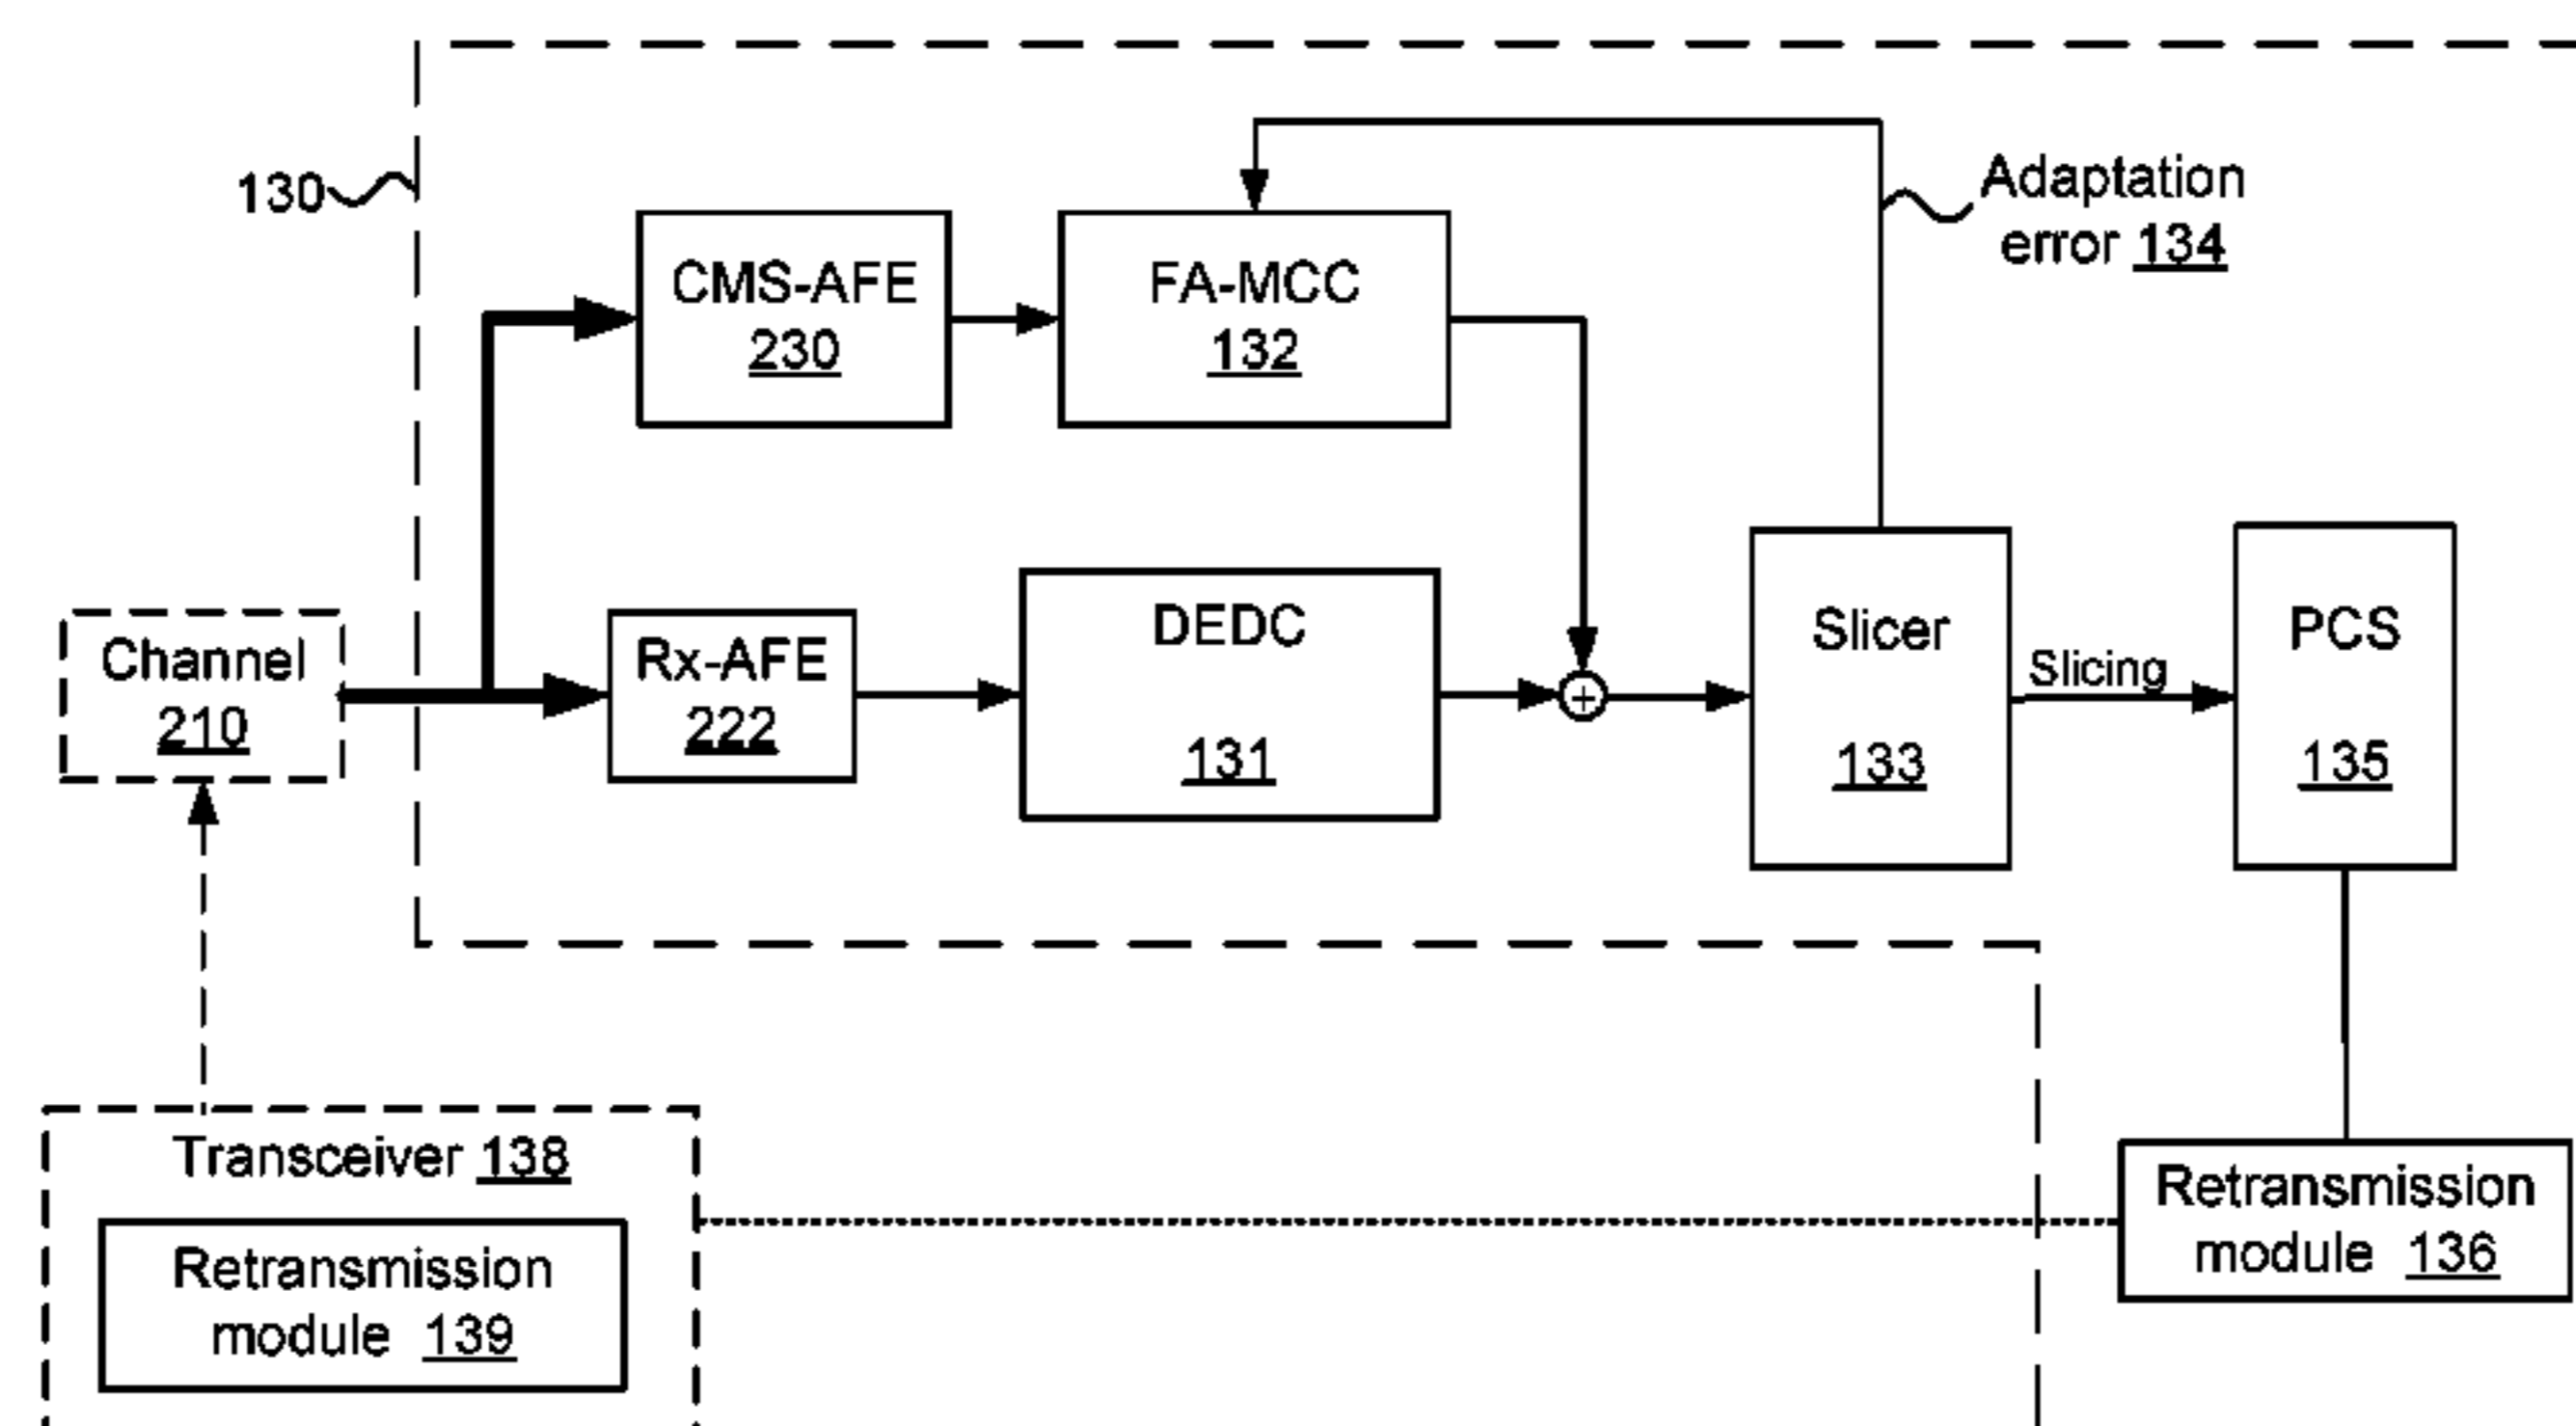 130
Adaptation
error 134
CMS-AFE
230
FA-MCC
132
Channel
210
Rx-AFE
222
DEDC
131
+
Slicer
133
Slicing
PCS
135
Transceiver 138
Retransmission
module 139
Retransmission
module 136